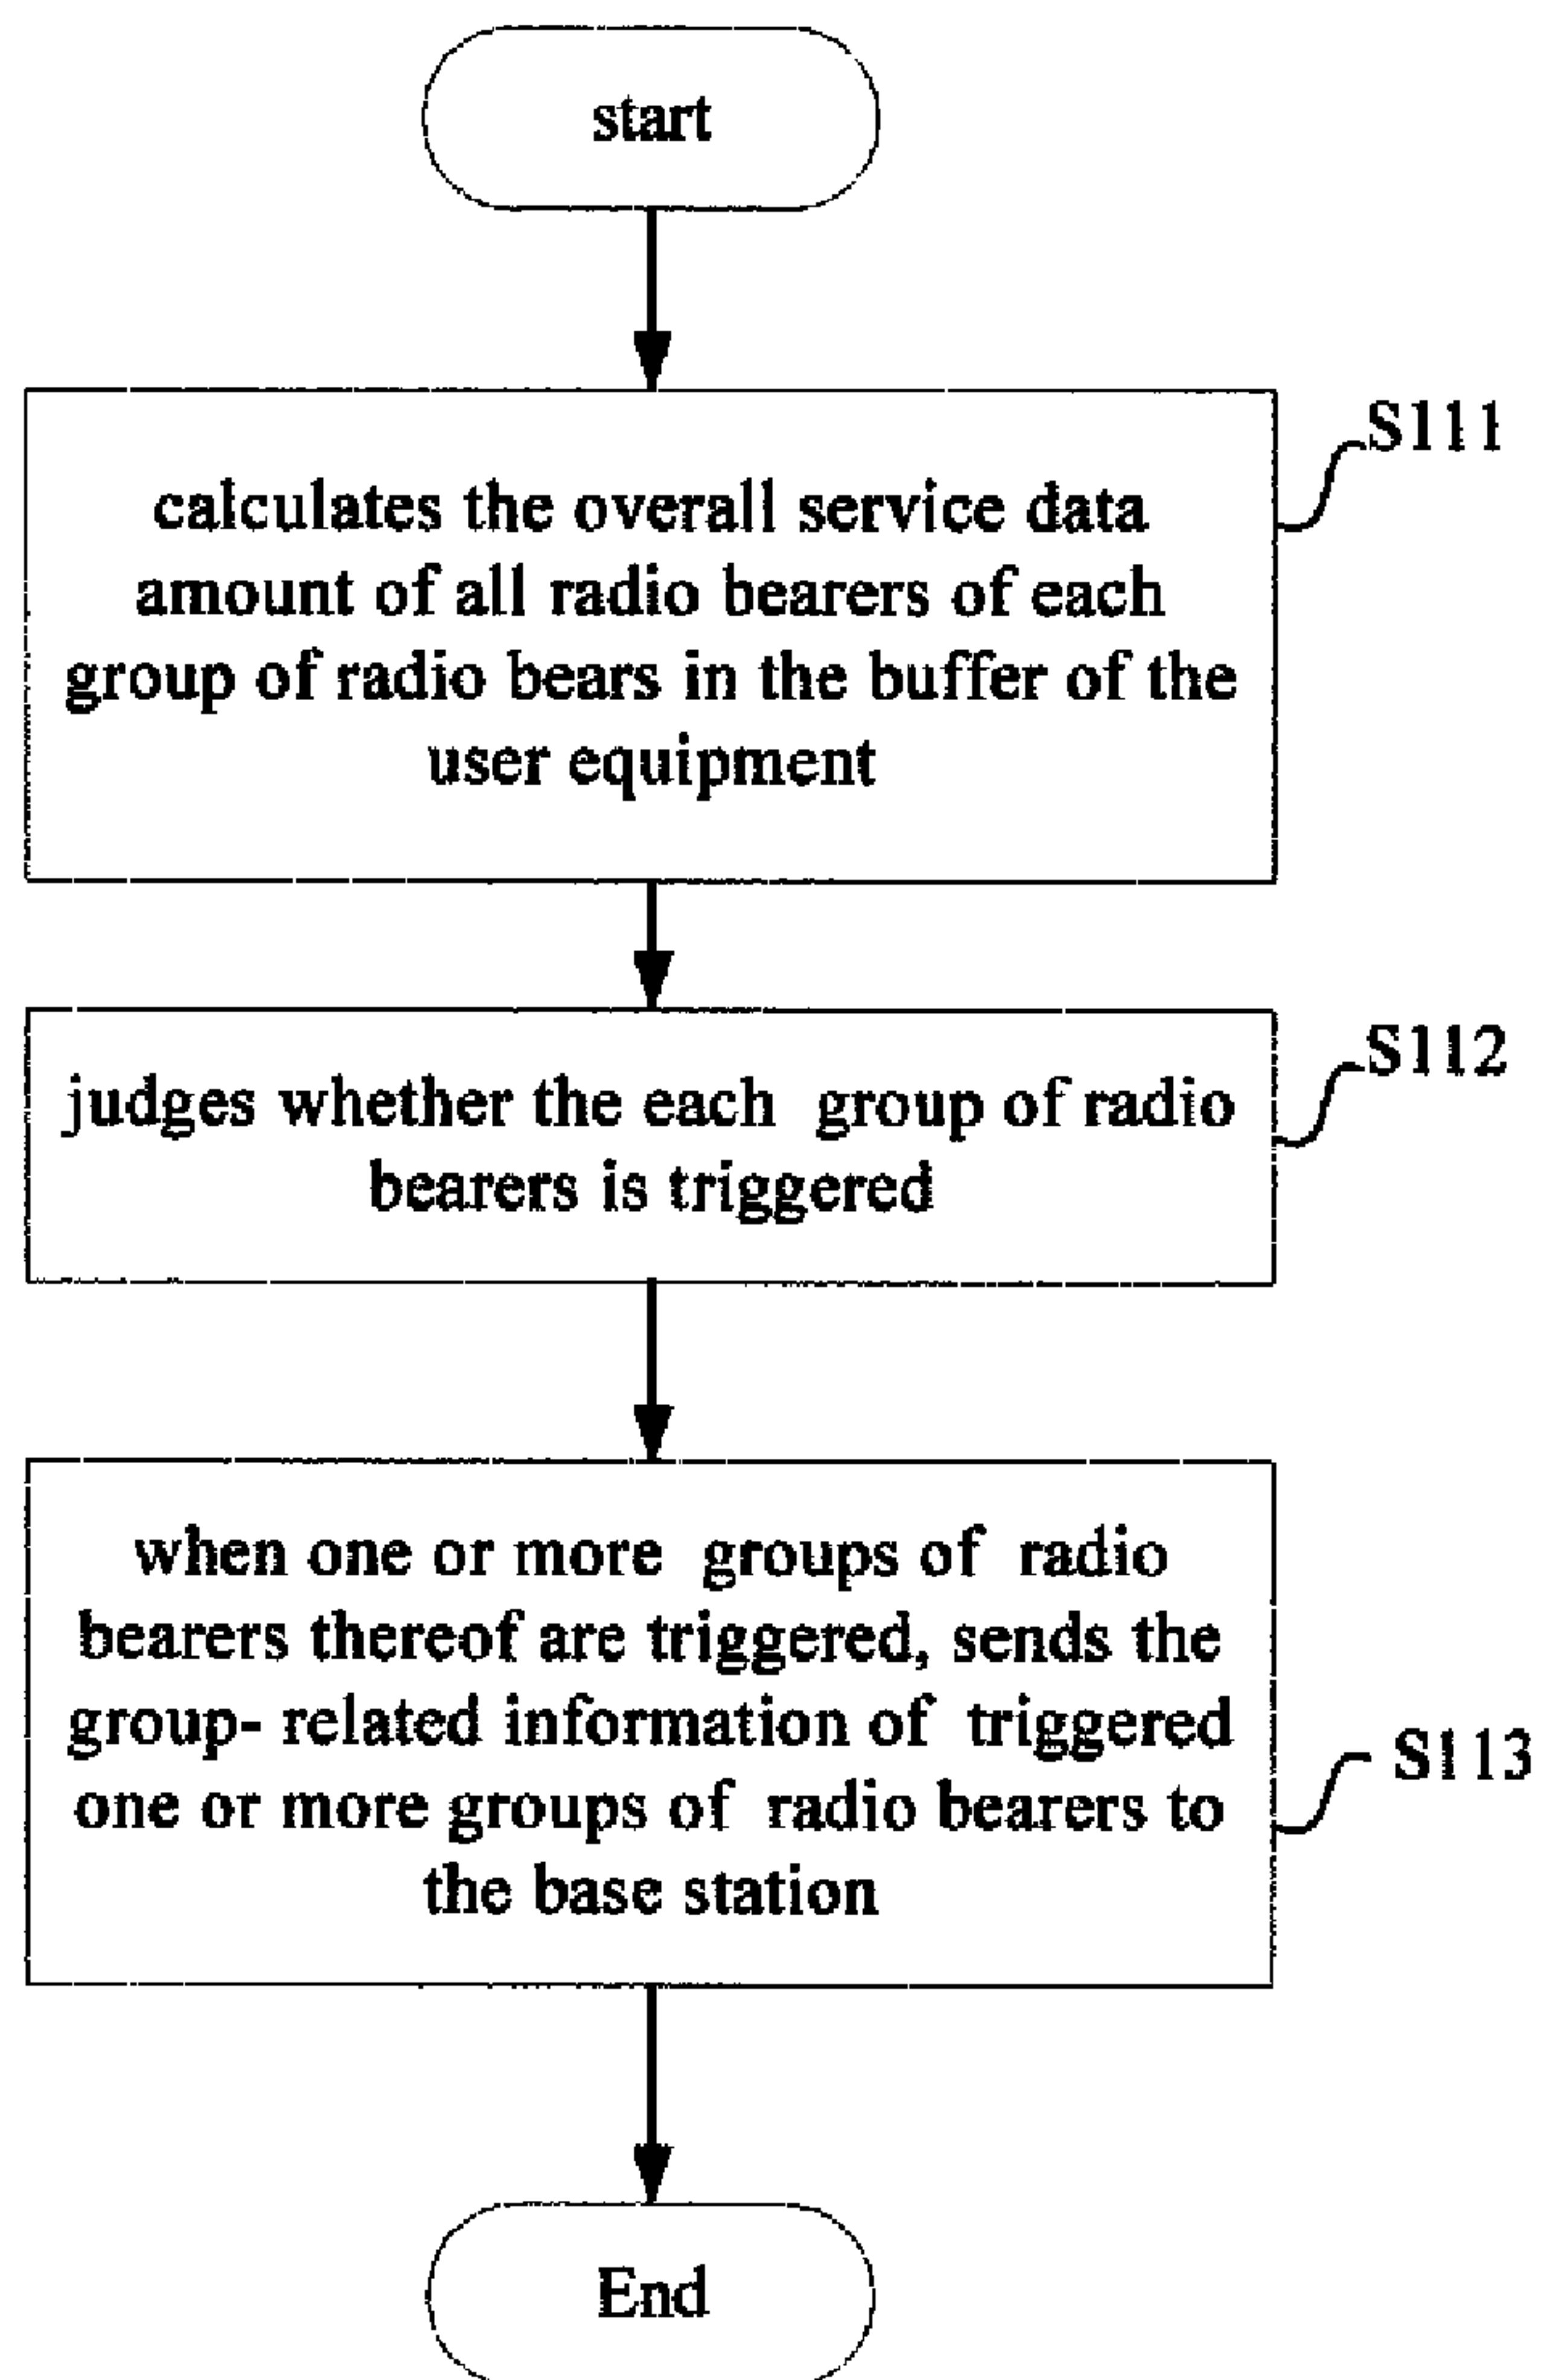 start
S111
calculates the overall service data
amount of all radio bearers of each
group of radio bears in the buffer of the
user equipment
S112
judges whether the each group of radio
bearers is triggered
when one or more groups of radio
bearers thereof are triggered, sends the
group- related information of triggered
one or more groups of radio bearers to
the base station
S113
End